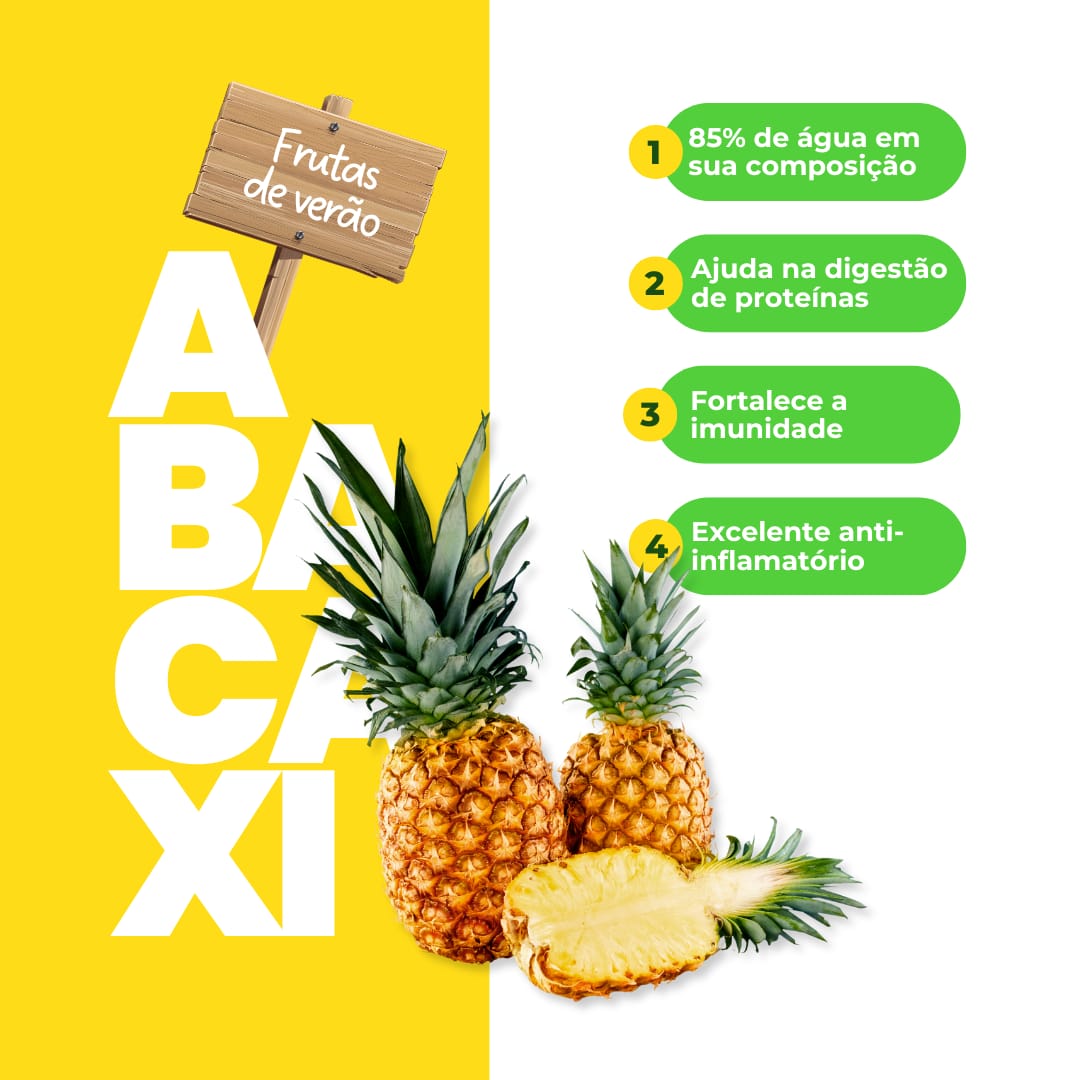 Frutas
de verão
A
BA
CA
XI
1 85% de água em
sua composição
2 Ajuda na digestão
de proteínas
3 Fortalece a
imunidade
4 Excelente anti-
inflamatório